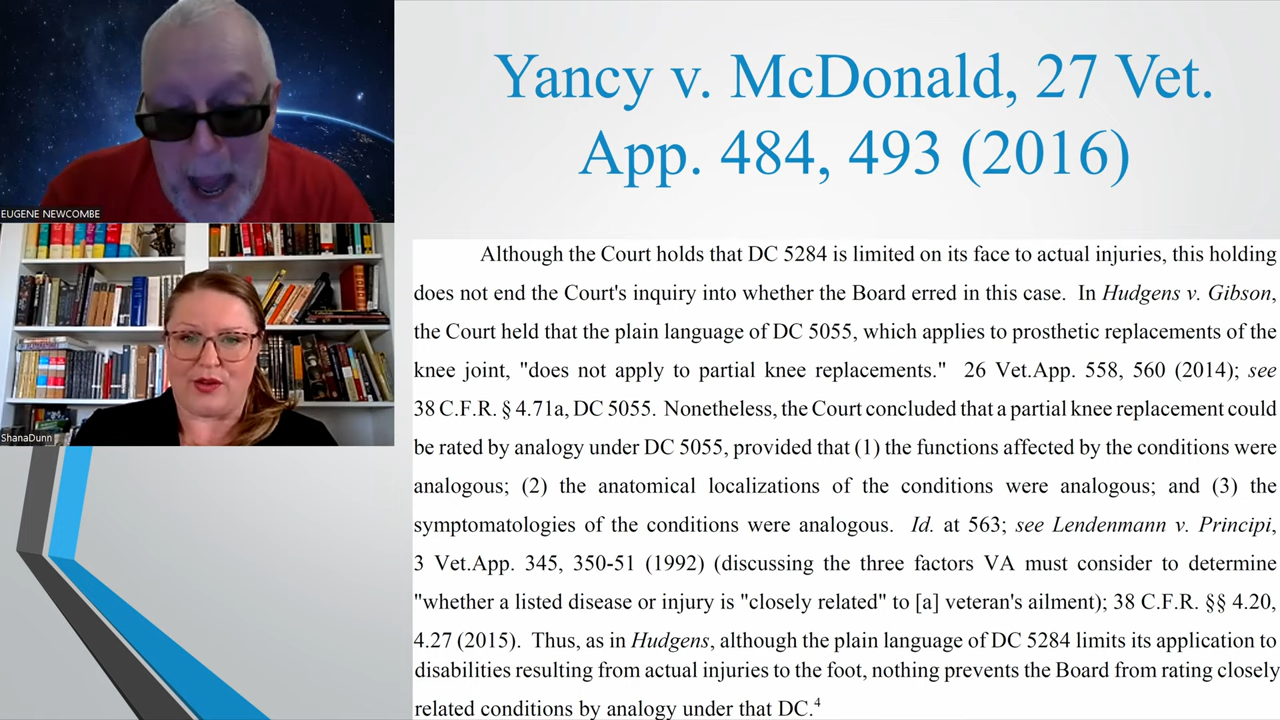 Yancy v. McDonald, 27 Vet.
App. 484, 493 (2016)
EUGENE NEWCOMBE
ShanaDunn
Although the Court holds that DC 5284 is limited on its face to actual injuries, this holding
does not end the Court's inquiry into whether the Board erred in this case. In Hudgens v. Gibson,
the Court held that the plain language of DC 5055, which applies to prosthetic replacements of the
knee joint, "does not apply to partial knee replacements." 26 Vet.App. 558, 560 (2014); see
38 C.F.R. § 4.71a, DC 5055. Nonetheless, the Court concluded that a partial knee replacement could
be rated by analogy under DC 5055, provided that (1) the functions affected by the conditions were
analogous; (2) the anatomical localizations of the conditions were analogous; and (3) the
symptomatologies of the conditions were analogous. Id. at 563; see Lendenmann v. Principi,
3 Vet.App. 345, 350-51 (1992) (discussing the three factors VA must consider to determine
"whether a listed disease or injury is "closely related" to [a] veteran's ailment); 38 C.F.R. §§ 4.20,
4.27 (2015). Thus, as in Hudgens, although the plain language of DC 5284 limits its application to
disabilities resulting from actual injuries to the foot, nothing prevents the Board from rating closely
related conditions by analogy under that DC.⁴